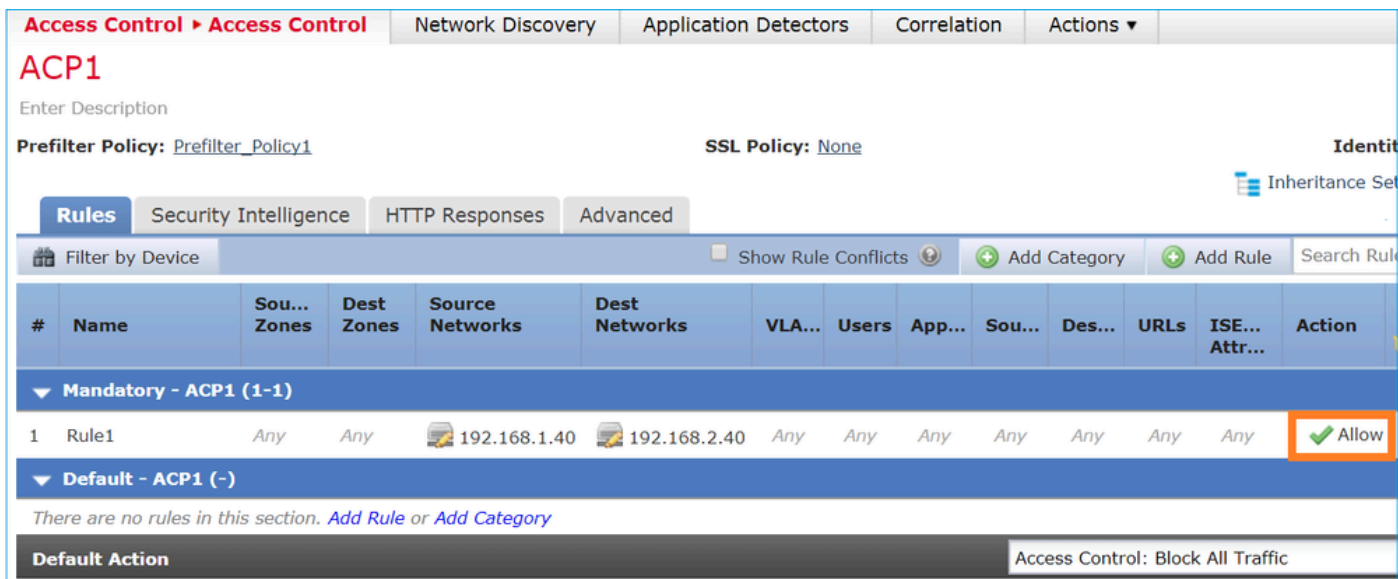 Access Control ▸ Access Control Network Discovery Application Detectors Correlation Actions ▾
ACP1
Enter Description
Prefilter Policy: Prefilter_Policy1 SSL Policy: None Identit
Inheritance Set
Rules Security Intelligence HTTP Responses Advanced
Filter by Device Show Rule Conflicts ? Add Category Add Rule Search Rule
# Name Sou... Zones Dest Zones Source Networks Dest Networks VLA... Users App... Sou... Des... URLs ISE... Attr... Action
Mandatory - ACP1 (1-1)
1 Rule1 Any Any 192.168.1.40 192.168.2.40 Any Any Any Any Any Any Any Allow
Default - ACP1 (-)
There are no rules in this section. Add Rule or Add Category
Default Action Access Control: Block All Traffic